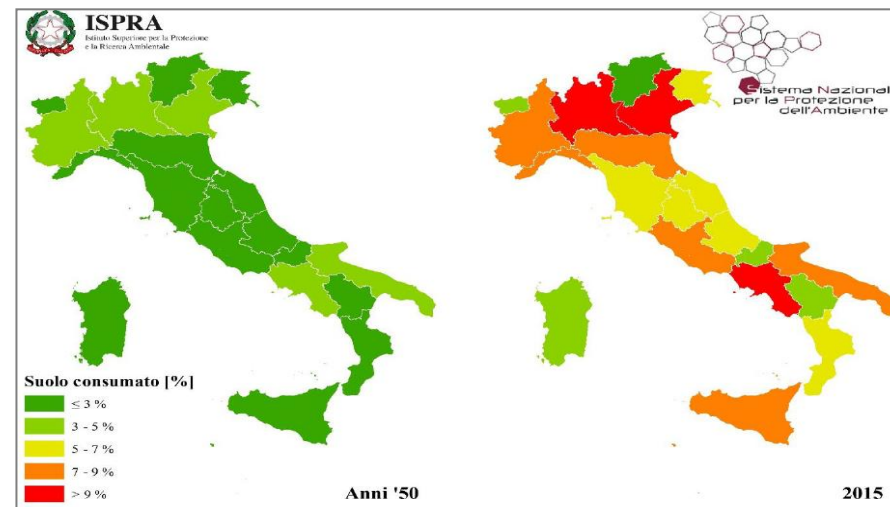 ISPRA
Istituto Superiore per la Protezione
e la Ricerca Ambientale
Sistema Nazionale
per la Protezione
dell'Ambiente
Suolo consumato [%]
≤ 3 %
3 - 5 %
5 - 7 %
7 - 9 %
> 9 %
Anni '50
2015